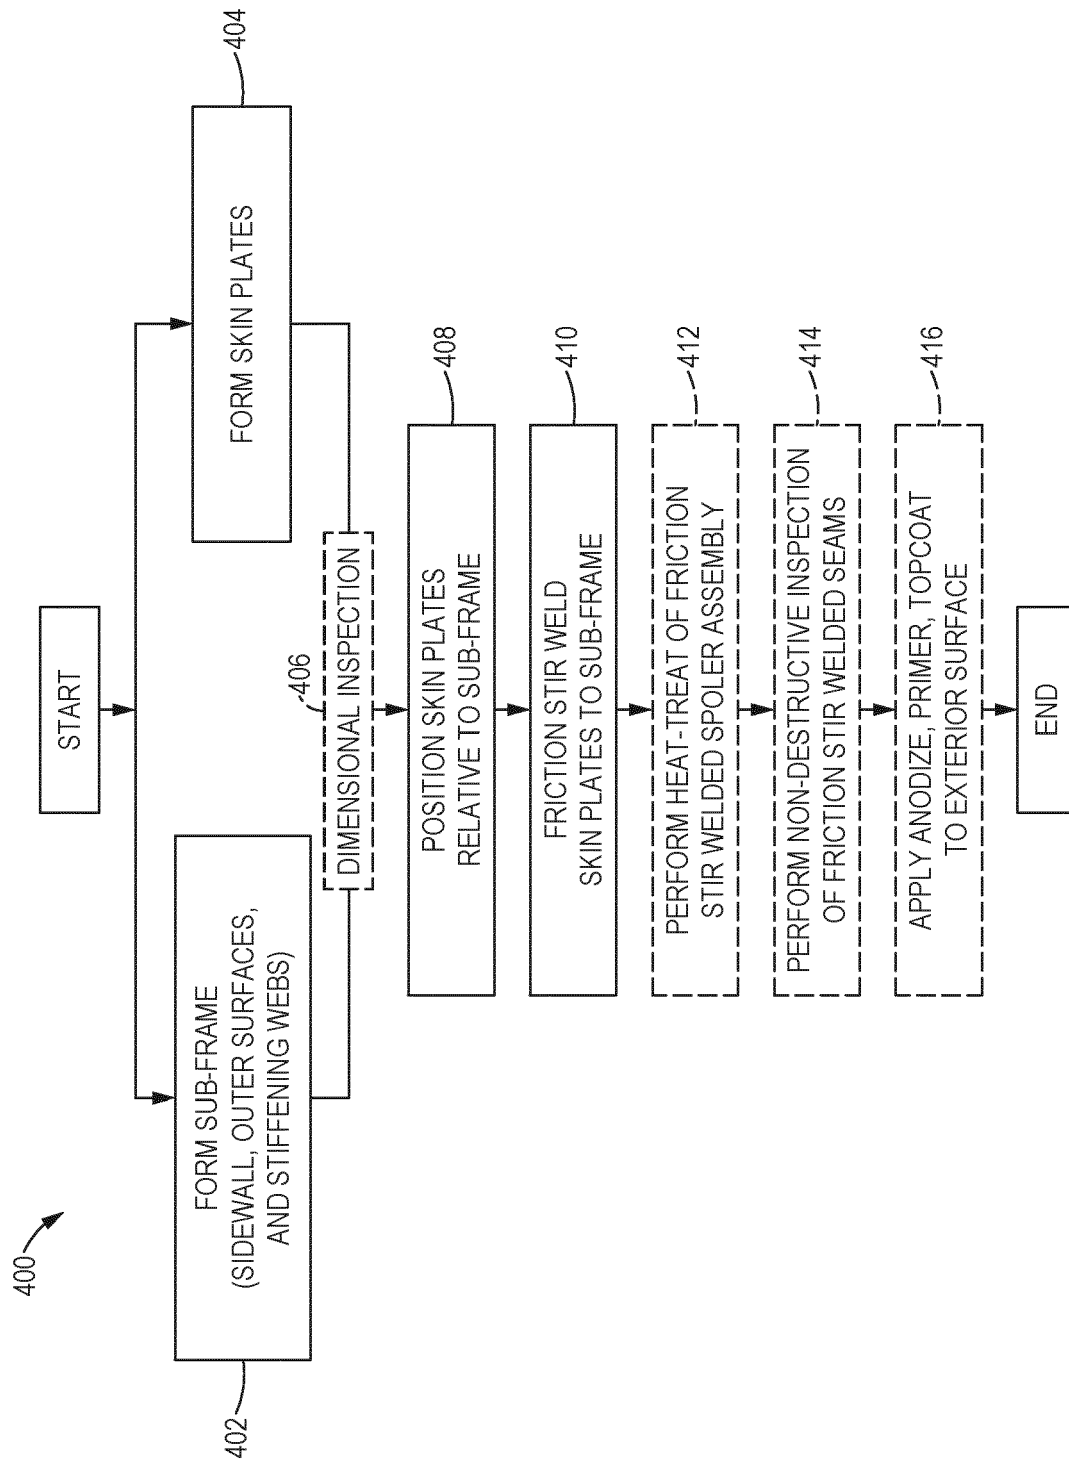 400
START
402
FORM SUB-FRAME
(SIDEWALL, OUTER SURFACES,
AND STIFFENING WEBS)
404
FORM SKIN PLATES
406
DIMENSIONAL INSPECTION
POSITION SKIN PLATES
RELATIVE TO SUB-FRAME
408
FRICTION STIR WELD
SKIN PLATES TO SUB-FRAME
410
PERFORM HEAT-TREAT OF FRICTION
STIR WELDED SPOLER ASSEMBLY
412
PERFORM NON-DESTRUCTIVE INSPECTION
OF FRICTION STIR WELDED SEAMS
414
APPLY ANODIZE, PRIMER, TOPCOAT
TO EXTERIOR SURFACE
416
END